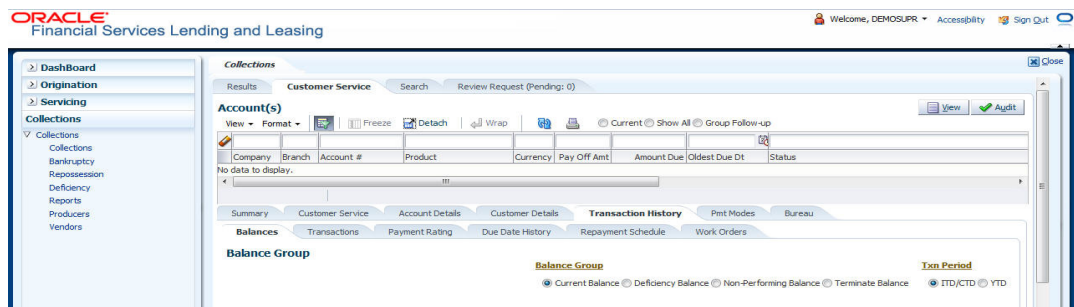 ORACLE
Financial Services Lending and Leasing
Welcome, DEMOSUPR Accessibility Sign Out
DashBoard
Origination
Servicing
Collections
Collections
Collections
Bankruptcy
Repossession
Deficiency
Reports
Producers
Vendors
Collections
Close
Results Customer Service Search Review Request (Pending: 0)
Account(s)
View Audit
View Format Freeze Detach Wrap Current Show All Group Follow-up
Company Branch Account # Product Currency Pay Off Amt Amount Due Oldest Due Dt Status
No data to display.
Summary Customer Service Account Details Customer Details Transaction History Pmt Modes Bureau
Balances Transactions Payment Rating Due Date History Repayment Schedule Work Orders
Balance Group
Balance Group Txn Period
Current Balance Deficiency Balance Non-Performing Balance Terminate Balance ITD/CTD YTD